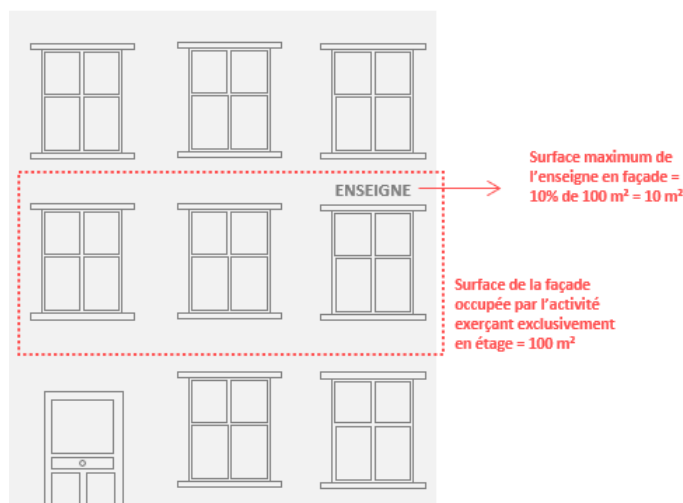 Surface maximum de
l'enseigne en façade =
10% de 100 m² = 10 m²
ENSEIGNE
Surface de la façade
occupée par l'activité
exerçant exclusivement
en étage = 100 m²